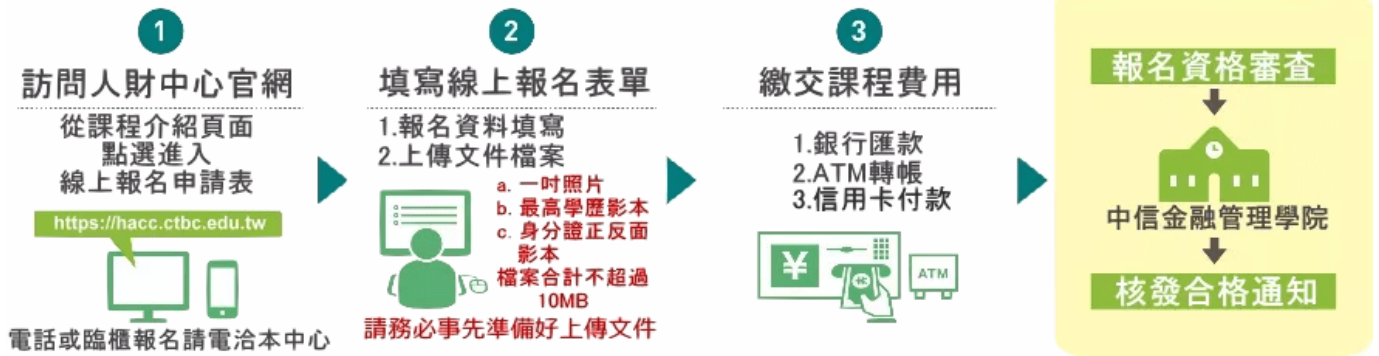 1
訪問人財中心官網
從課程介紹頁面
點選進入
線上報名申請表
https://hacc.ctbc.edu.tw
電話或臨櫃報名請電洽本中心
2
填寫線上報名表單
1.報名資料填寫
2.上傳文件檔案
a. 一吋照片
b. 最高學歷影本
c. 身分證正反面
影本
檔案合計不超過
10MB
請務必事先準備好上傳文件
3
繳交課程費用
1.銀行匯款
2.ATM轉帳
3.信用卡付款
¥
ATM
報名資格審查
中信金融管理學院
核發合格通知